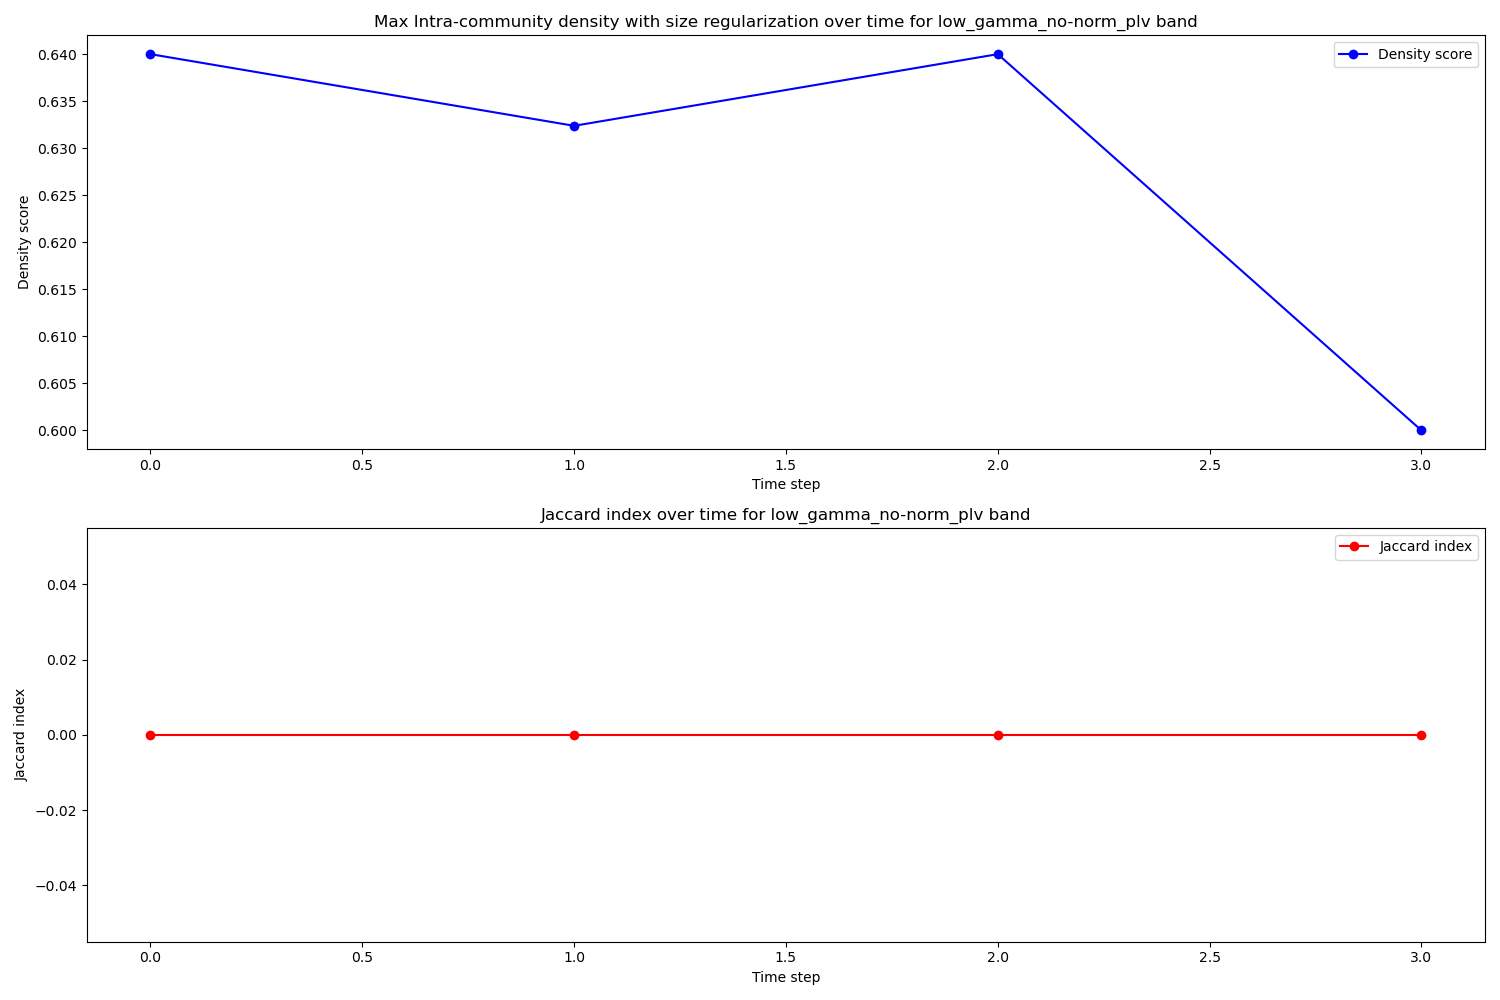 Max Intra-community density with size regularization over time for low_gamma_no-norm_plv band
0.640
0.635
0.630
0.625
0.620
0.615
0.610
0.605
0.600
Density score
Density score
0.0 0.5 1.0 1.5 2.0 2.5 3.0
Time step
Jaccard index over time for low_gamma_no-norm_plv band
0.04
0.02
0.00
−0.02
−0.04
Jaccard index
Jaccard index
0.0 0.5 1.0 1.5 2.0 2.5 3.0
Time step